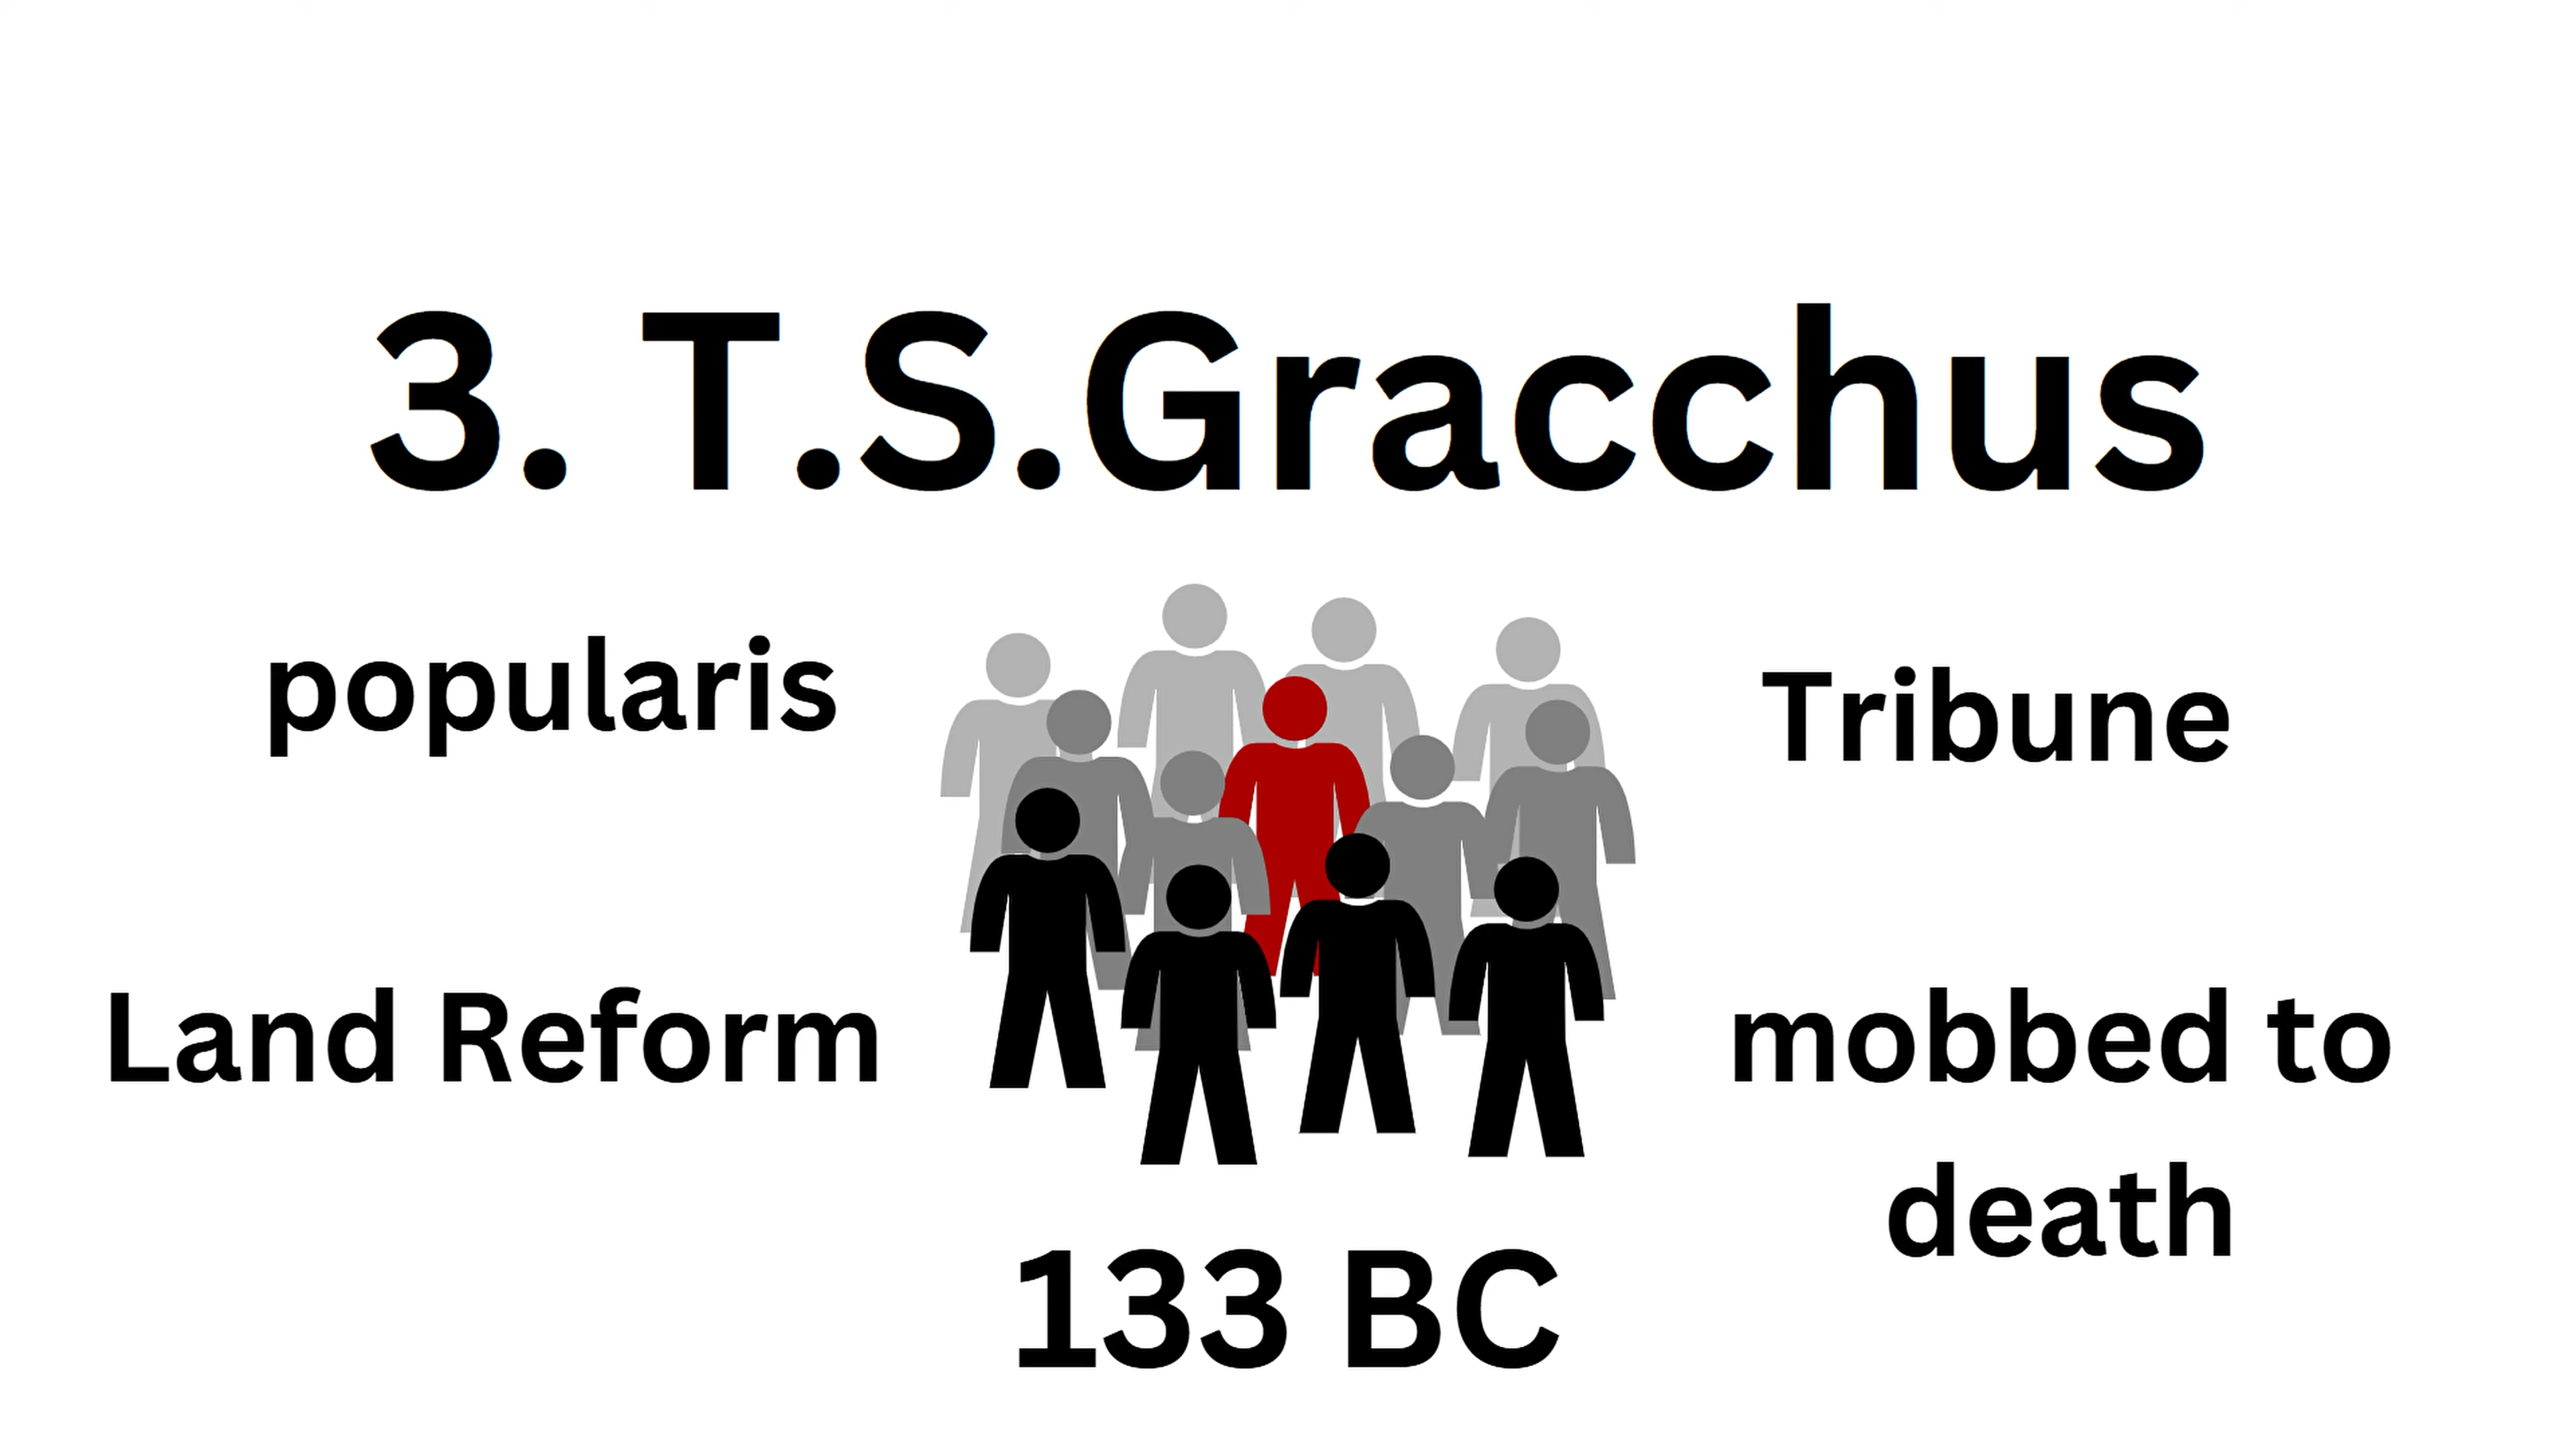 3. T.S.Gracchus
popularis
Tribune
Land Reform
mobbed to
death
133 BC